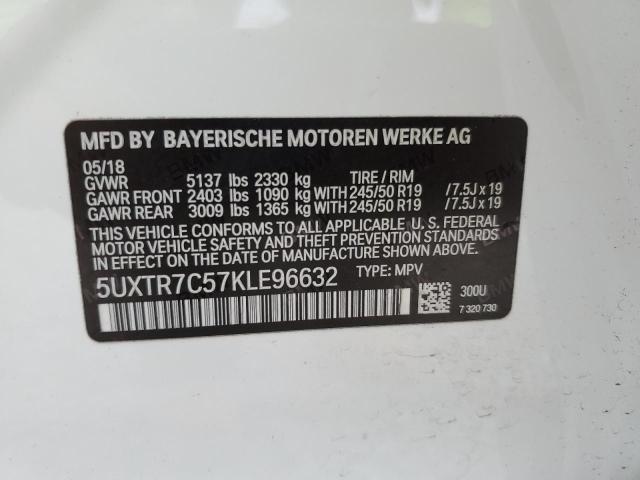 MFD BY BAYERISCHE MOTOREN WERKE AG
05/18
GVWR 5137 lbs 2330 kg TIRE / RIM
GAWR FRONT 2403 lbs 1090 kg WITH 245/50 R19 / 7.5J x 19
GAWR REAR 3009 lbs 1365 kg WITH 245/50 R19 / 7.5J x 19
THIS VEHICLE CONFORMS TO ALL APPLICABLE U. S. FEDERAL
MOTOR VEHICLE SAFETY AND THEFT PREVENTION STANDARDS
IN EFFECT ON THE DATE OF MANUFACTURE SHOWN ABOVE.
5UXTR7C57KLE96632 TYPE: MPV
300U
7 320 730